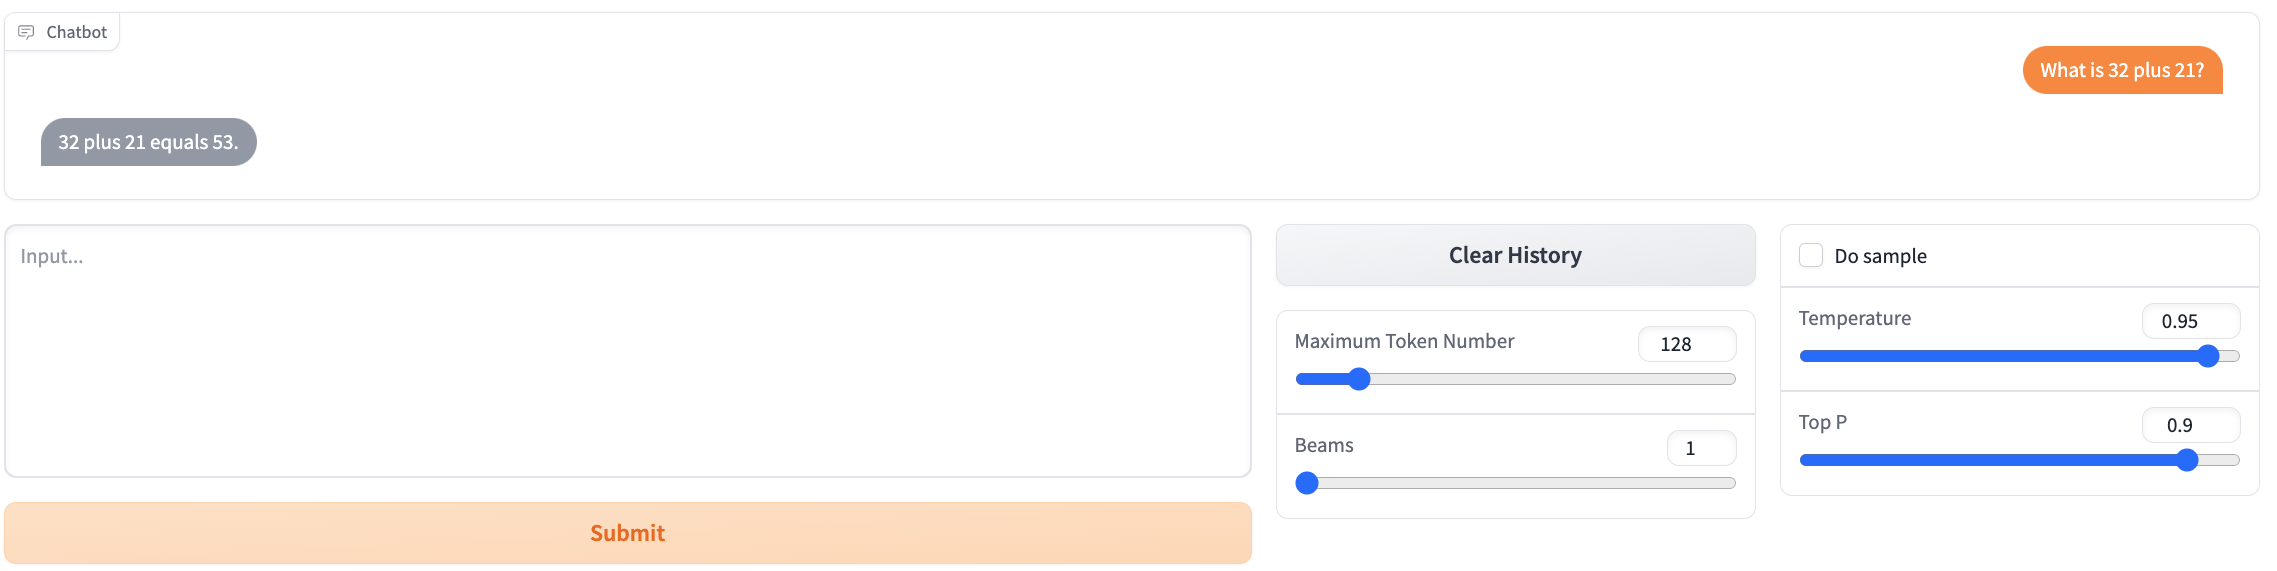 Chatbot
What is 32 plus 21?
32 plus 21 equals 53.
Input...
Submit
Clear History
Maximum Token Number 128
Beams 1
Do sample
Temperature 0.95
Top P 0.9